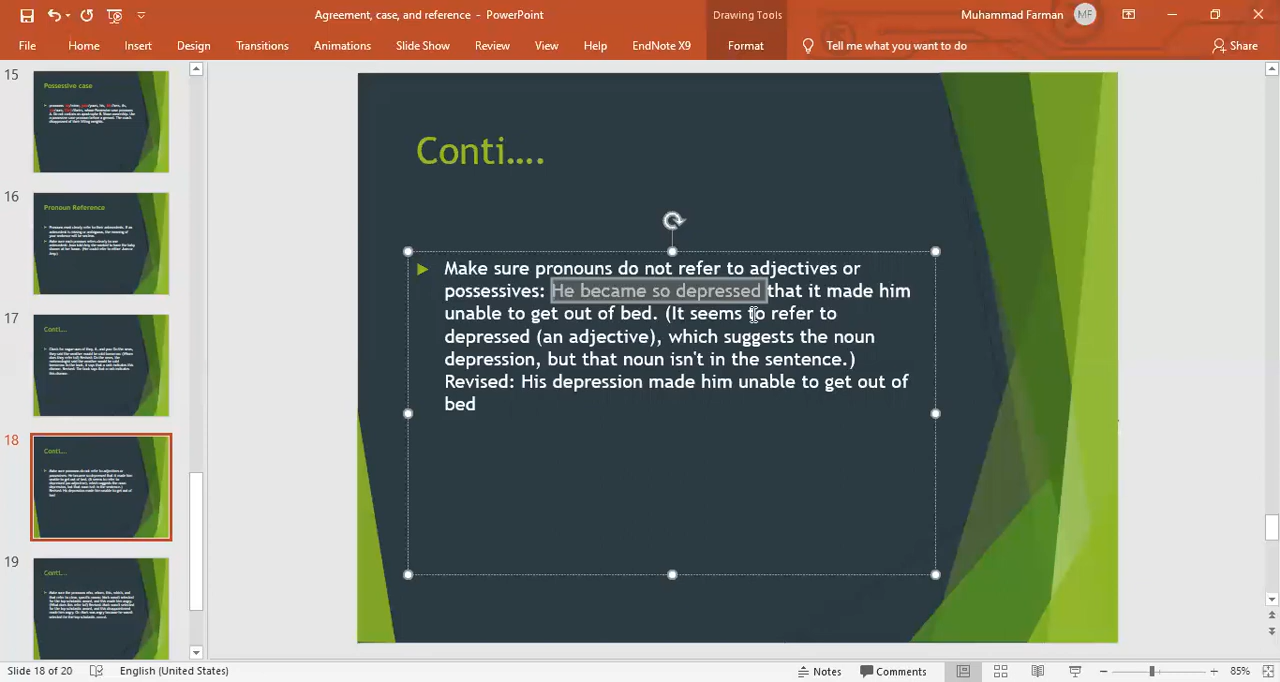 Agreement, case, and reference - PowerPoint
Drawing Tools
Muhammad Farman
MF
File Home Insert Design Transitions Animations Slide Show Review View Help EndNote X9 Format Tell me what you want to do Share
15
Possessive case
16
Pronoun Reference
17
Conti....
18
Conti....
19
Conti....
Conti....
Make sure pronouns do not refer to adjectives or
possessives: He became so depressed that it made him
unable to get out of bed. (It seems to refer to
depressed (an adjective), which suggests the noun
depression, but that noun isn't in the sentence.)
Revised: His depression made him unable to get out of
bed
Slide 18 of 20 English (United States) Notes Comments 85%